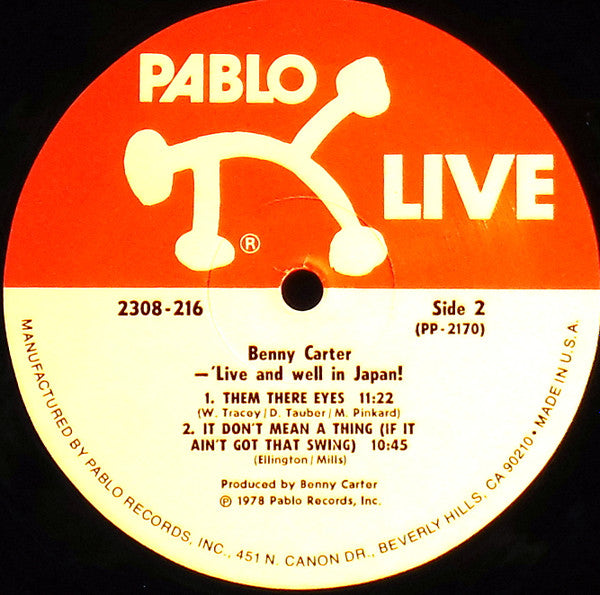 PABLO
LIVE
®
2308-216
Side 2
(PP-2170)
Benny Carter
—'Live and well in Japan!
1. THEM THERE EYES 11:22
(W. Tracey/D. Tauber/M. Pinkard)
2. IT DON'T MEAN A THING (IF IT
AIN'T GOT THAT SWING) 10:45
(Ellington/Mills)
Produced by Benny Carter
℗ 1978 Pablo Records, Inc.
MANUFACTURED BY PABLO RECORDS, INC., 451 N. CANON DR., BEVERLY HILLS, CA 90210 • MADE IN U.S.A.